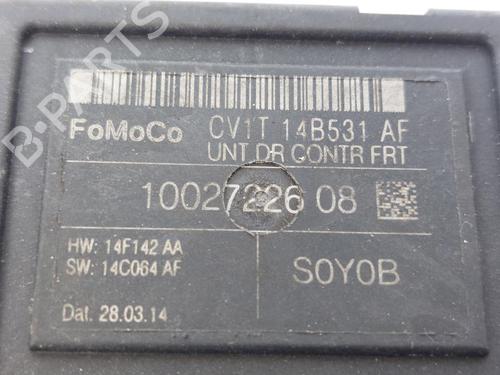 FoMoCo CV1T 14B531 AF
UNT DR CONTR FRT
10027226 08
HW: 14F142 AA
SW: 14C064 AF
S0Y0B
Dat. 28.03.14
B-PARTS